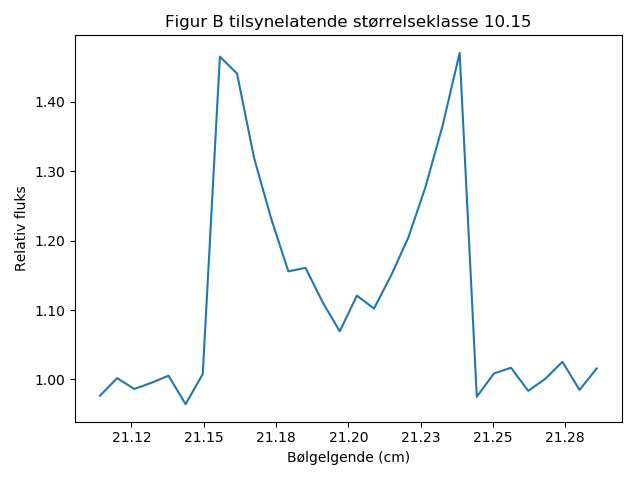 Figur B tilsynelatende størrelseklasse 10.15
Relativ fluks
1.40
1.30
1.20
1.10
1.00
21.12 21.15 21.18 21.20 21.23 21.25 21.28
Bølgelgende (cm)